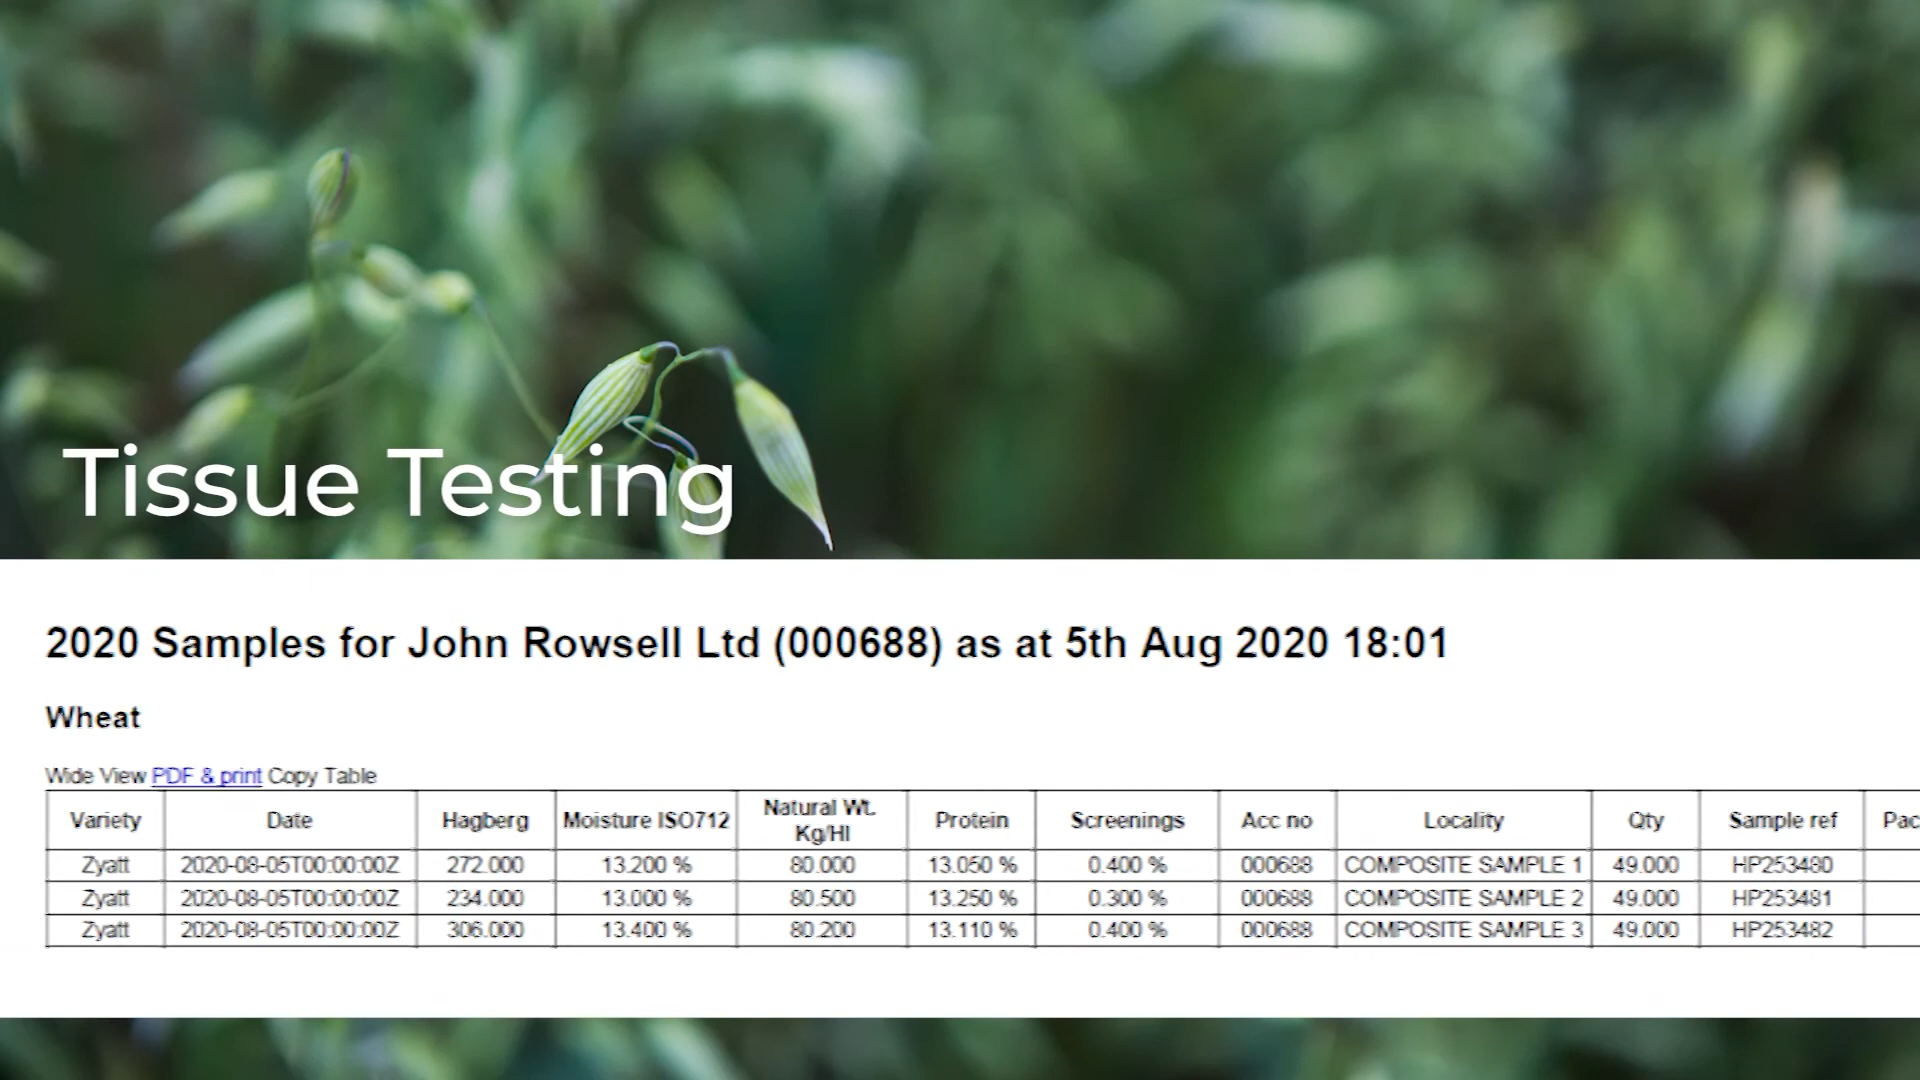 Tissue Testing
2020 Samples for John Rowsell Ltd (000688) as at 5th Aug 2020 18:01
Wheat
Wide View PDF & print Copy Table
Variety Date Hagberg Moisture ISO712 Natural Wt. Kg/Hl Protein Screenings Acc no Locality Qty Sample ref Pac
Zyatt 2020-08-05T00:00:00Z 272.000 13.200 % 80.000 13.050 % 0.400 % 000688 COMPOSITE SAMPLE 1 49.000 HP253480
Zyatt 2020-08-05T00:00:00Z 234.000 13.000 % 80.500 13.250 % 0.300 % 000688 COMPOSITE SAMPLE 2 49.000 HP253481
Zyatt 2020-08-05T00:00:00Z 306.000 13.400 % 80.200 13.110 % 0.400 % 000688 COMPOSITE SAMPLE 3 49.000 HP253482